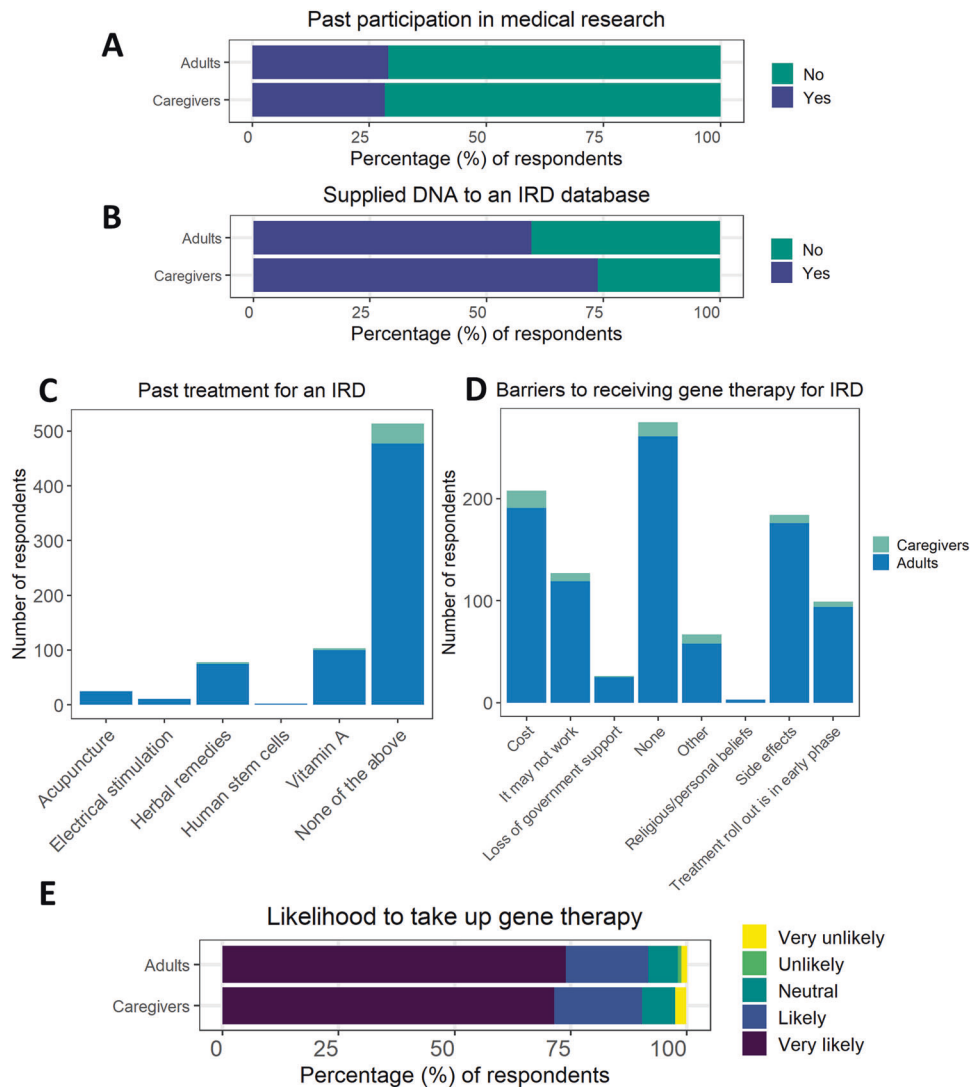 A
Past participation in medical research
Adults
Caregivers
No
Yes
0 25 50 75 100
Percentage (%) of respondents
B
Supplied DNA to an IRD database
Adults
Caregivers
No
Yes
0 25 50 75 100
Percentage (%) of respondents
C
Past treatment for an IRD
Number of respondents
500
400
300
200
100
0
Acupuncture
Electrical stimulation
Herbal remedies
Human stem cells
Vitamin A
None of the above
D
Barriers to receiving gene therapy for IRD
Number of respondents
200
100
0
Cost
It may not work
Loss of government support
None
Other
Religious/personal beliefs
Side effects
Treatment roll out is in early phase
Caregivers
Adults
E
Likelihood to take up gene therapy
Adults
Caregivers
0 25 50 75 100
Percentage (%) of respondents
Very unlikely
Unlikely
Neutral
Likely
Very likely